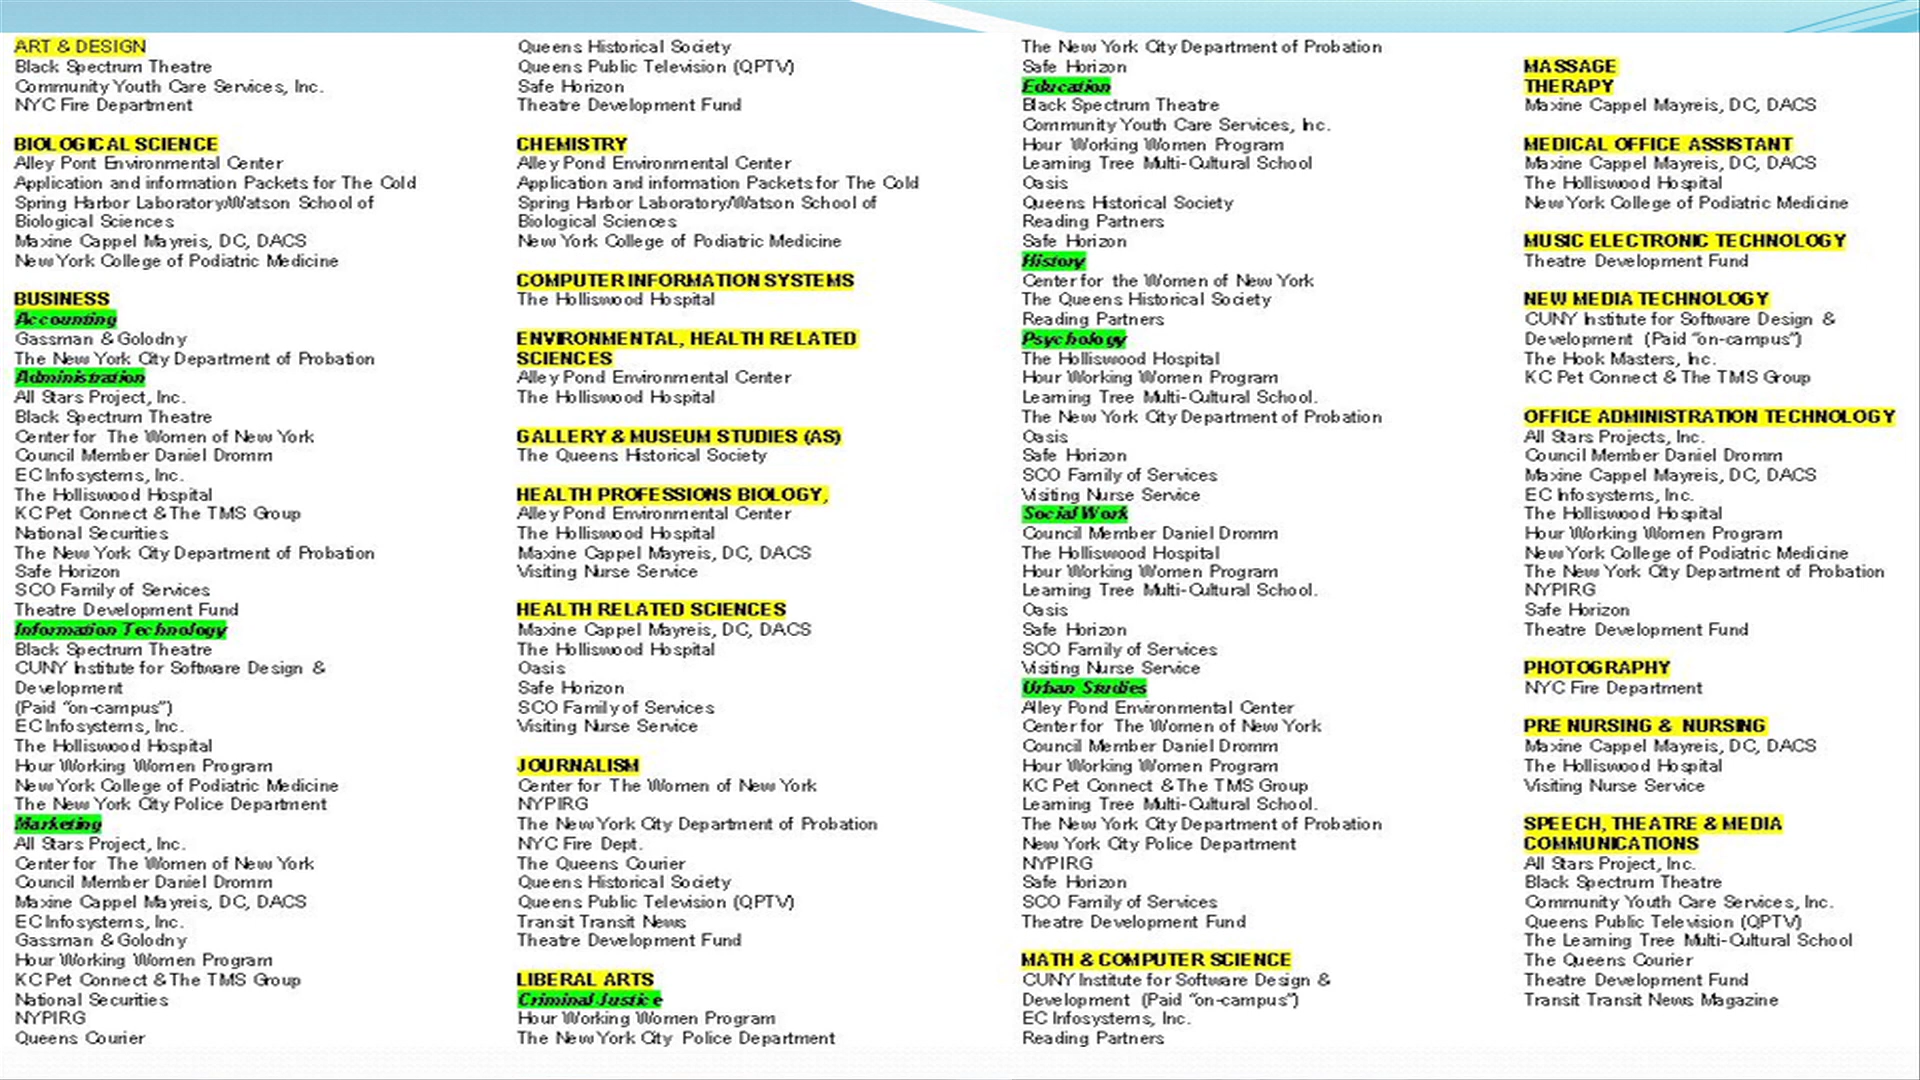 ART & DESIGN
Black Spectrum Theatre
Community Youth Care Services, Inc.
NYC Fire Department
BIOLOGICAL SCIENCE
Alley Pont Environmental Center
Application and information Packets for The Cold
Spring Harbor Laboratory/Watson School of
Biological Sciences
Maxine Cappel Mayreis, DC, DACS
New York College of Podiatric Medicine
BUSINESS
Accounting
Gassman & Golodny
The New York City Department of Probation
Administration
All Stars Project, Inc.
Black Spectrum Theatre
Center for The Women of New York
Council Member Daniel Dromm
EC Infosystems, Inc.
The Holliswood Hospital
KC Pet Connect & The TMS Group
National Securities
The New York City Department of Probation
Safe Horizon
SCO Family of Services
Theatre Development Fund
Information Technology
Black Spectrum Theatre
CUNY Institute for Software Design &
Development
(Paid “on-campus”)
EC Infosystems, Inc.
The Holliswood Hospital
Hour Working Women Program
New York College of Podiatric Medicine
The New York City Police Department
Marketing
All Stars Project, Inc.
Center for The Women of New York
Council Member Daniel Dromm
Maxine Cappel Mayreis, DC, DACS
EC Infosystems, Inc.
Gassman & Golodny
Hour Working Women Program
KC Pet Connect & The TMS Group
National Securities
NYPIRG
Queens Courier
Queens Historical Society
Queens Public Television (QPTV)
Safe Horizon
Theatre Development Fund
CHEMISTRY
Alley Pond Environmental Center
Application and information Packets for The Cold
Spring Harbor Laboratory/Watson School of
Biological Sciences
New York College of Podiatric Medicine
COMPUTER INFORMATION SYSTEMS
The Holliswood Hospital
ENVIRONMENTAL, HEALTH RELATED
SCIENCES
Alley Pond Environmental Center
The Holliswood Hospital
GALLERY & MUSEUM STUDIES (AS)
The Queens Historical Society
HEALTH PROFESSIONS BIOLOGY,
Alley Pond Environmental Center
The Holliswood Hospital
Maxine Cappel Mayreis, DC, DACS
Visiting Nurse Service
HEALTH RELATED SCIENCES
Maxine Cappel Mayreis, DC, DACS
The Holliswood Hospital
Oasis
Safe Horizon
SCO Family of Services
Visiting Nurse Service
JOURNALISM
Center for The Women of New York
NYPIRG
The New York City Department of Probation
NYC Fire Dept.
The Queens Courier
Queens Historical Society
Queens Public Television (QPTV)
Transit Transit News
Theatre Development Fund
LIBERAL ARTS
Criminal Justice
Hour Working Women Program
The New York City Police Department
The New York City Department of Probation
Safe Horizon
Education
Black Spectrum Theatre
Community Youth Care Services, Inc.
Hour Working Women Program
Learning Tree Multi-Cultural School
Oasis
Queens Historical Society
Reading Partners
Safe Horizon
History
Center for the Women of New York
The Queens Historical Society
Reading Partners
Psychology
The Holliswood Hospital
Hour Working Women Program
Learning Tree Multi-Cultural School.
The New York City Department of Probation
Oasis
Safe Horizon
SCO Family of Services
Visiting Nurse Service
Social Work
Council Member Daniel Dromm
The Holliswood Hospital
Hour Working Women Program
Learning Tree Multi-Cultural School.
Oasis
Safe Horizon
SCO Family of Services
Visiting Nurse Service
Urban Studies
Alley Pond Environmental Center
Center for The Women of New York
Council Member Daniel Dromm
Hour Working Women Program
KC Pet Connect & The TMS Group
Learning Tree Multi-Cultural School.
The New York City Department of Probation
New York City Police Department
NYPIRG
Safe Horizon
SCO Family of Services
Theatre Development Fund
MATH & COMPUTER SCIENCE
CUNY Institute for Software Design &
Development (Paid “on-campus”)
EC Infosystems, Inc.
Reading Partners
MASSAGE
THERAPY
Maxine Cappel Mayreis, DC, DACS
MEDICAL OFFICE ASSISTANT
Maxine Cappel Mayreis, DC, DACS
The Holliswood Hospital
New York College of Podiatric Medicine
MUSIC ELECTRONIC TECHNOLOGY
Theatre Development Fund
NEW MEDIA TECHNOLOGY
CUNY Institute for Software Design &
Development (Paid “on-campus”)
The Hook Masters, Inc.
KC Pet Connect & The TMS Group
OFFICE ADMINISTRATION TECHNOLOGY
All Stars Projects, Inc.
Council Member Daniel Dromm
Maxine Cappel Mayreis, DC, DACS
EC Infosystems, Inc.
The Holliswood Hospital
Hour Working Women Program
New York College of Podiatric Medicine
The New York City Department of Probation
NYPIRG
Safe Horizon
Theatre Development Fund
PHOTOGRAPHY
NYC Fire Department
PRE NURSING & NURSING
Maxine Cappel Mayreis, DC, DACS
The Holliswood Hospital
Visiting Nurse Service
SPEECH, THEATRE & MEDIA
COMMUNICATIONS
All Stars Project, Inc.
Black Spectrum Theatre
Community Youth Care Services, Inc.
Queens Public Television (QPTV)
The Learning Tree Multi-Cultural School
The Queens Courier
Theatre Development Fund
Transit Transit News Magazine